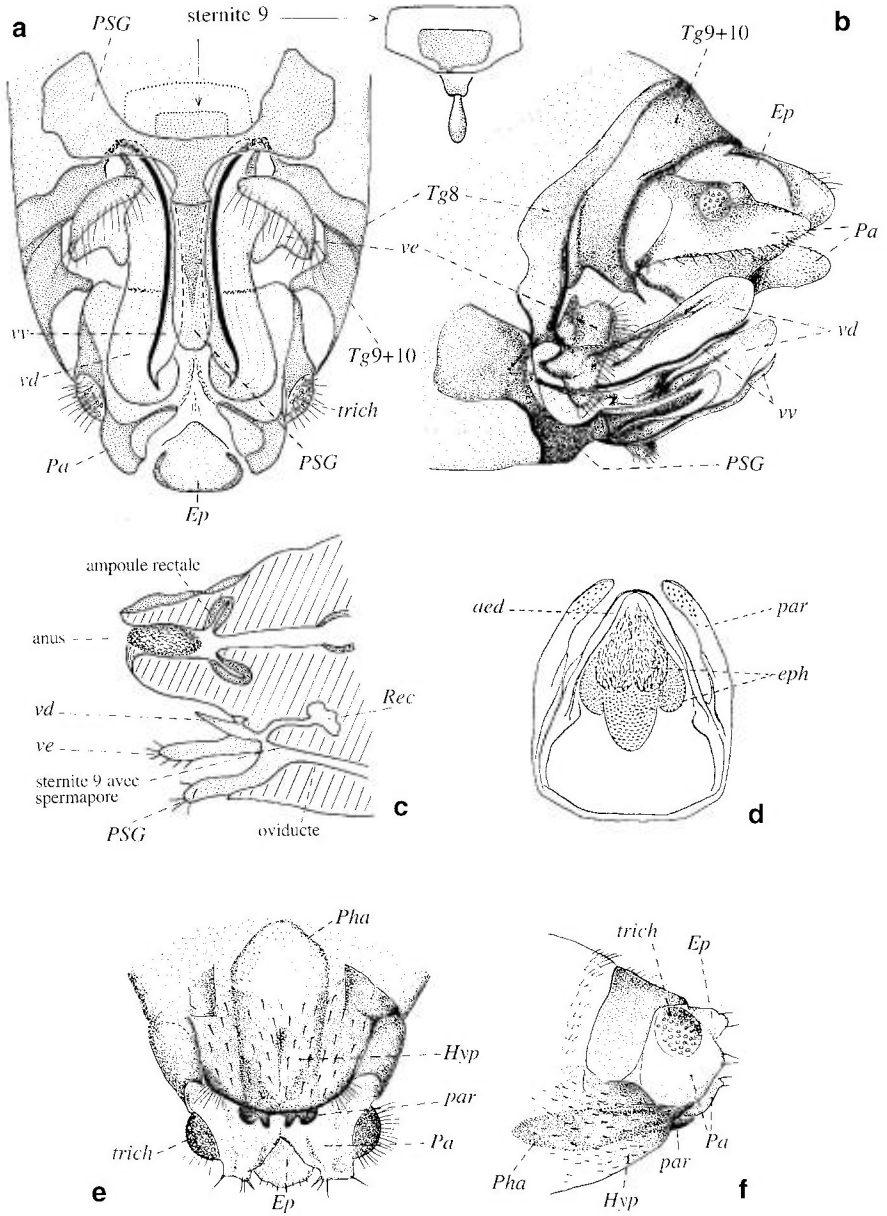 a
PSG
sternite 9
b
Tg9+10
Ep
Tg8
ve
Pa
vv
vd
vd
Tg9+10
trich
vv
Pa
PSG
PSG
Ep
ampoule rectale
anus
vd
Rec
ve
sternite 9 avec
spermapore
c
PSG
oviducte
aed
par
eph
d
Pha
trich
Ep
Hyp
par
Pa
trich
Pa
par
Pha
Hyp
f
e
Ep